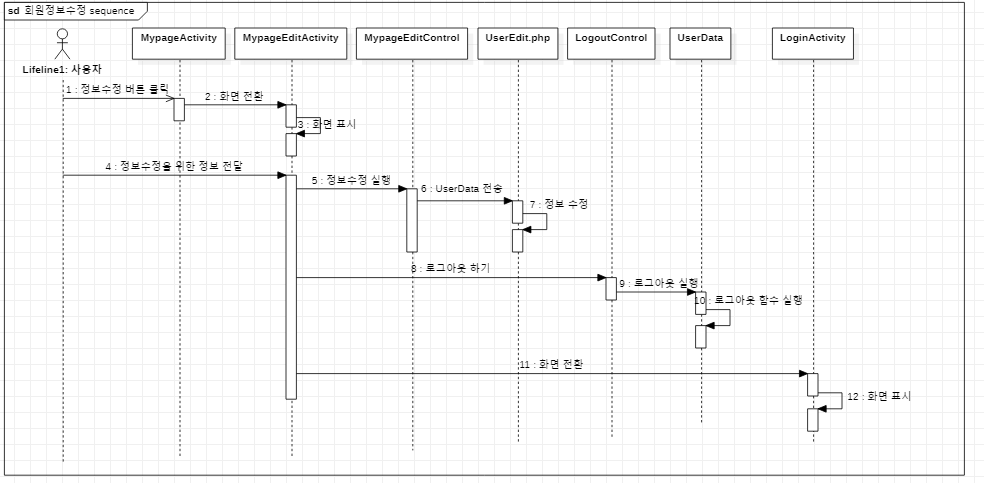 sd 회원정보수정 sequence
MypageActivity
MypageEditActivity
MypageEditControl
UserEdit.php
LogoutControl
UserData
LoginActivity
Lifeline1: 사용자
1 : 정보수정 버튼 클릭
2 : 화면 전환
3 : 화면 표시
4 : 정보수정을 위한 정보 전달
5 : 정보수정 실행
6 : UserData 전송
7 : 정보 수정
8 : 로그아웃 하기
9 : 로그아웃 실행
10 : 로그아웃 함수 실행
11 : 화면 전환
12 : 화면 표시